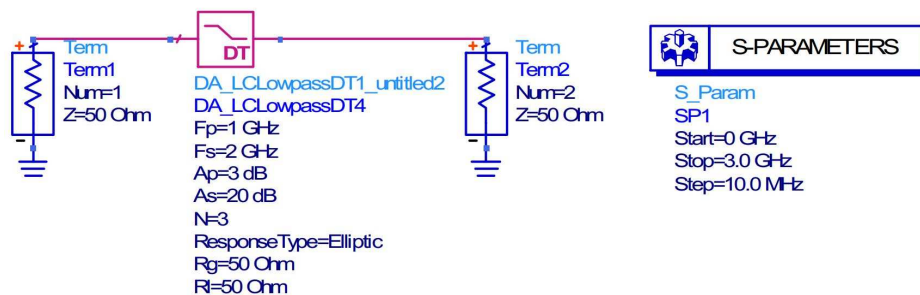 Term
Term1
Num=1
Z=50 Ohm
DT
DA_LCLowpassDT1_untitled2
DA_LCLowpassDT4
Fp=1 GHz
Fs=2 GHz
Ap=3 dB
As=20 dB
N=3
ResponseType=Elliptic
Rg=50 Ohm
Rl=50 Ohm
Term
Term2
Num=2
Z=50 Ohm
S-PARAMETERS
S_Param
SP1
Start=0 GHz
Stop=3.0 GHz
Step=10.0 MHz